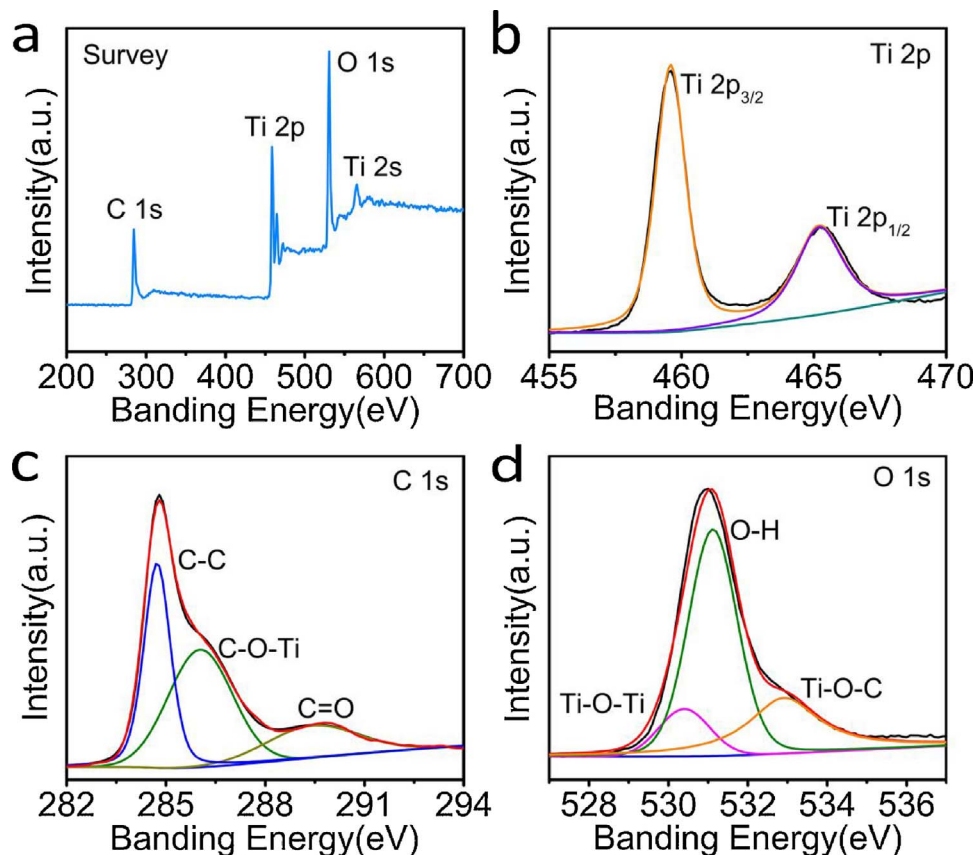 a
Survey
O 1s
Ti 2p
Ti 2s
C 1s
Intensity(a.u.)
200 300 400 500 600 700
Banding Energy(eV)
b
Ti 2p
Ti 2p3/2
Ti 2p1/2
Intensity(a.u.)
455 460 465 470
Banding Energy(eV)
c
C 1s
C-C
C-O-Ti
C=O
Intensity(a.u.)
282 285 288 291 294
Banding Energy(eV)
d
O 1s
O-H
Ti-O-Ti
Ti-O-C
Intensity(a.u.)
528 530 532 534 536
Banding Energy(eV)